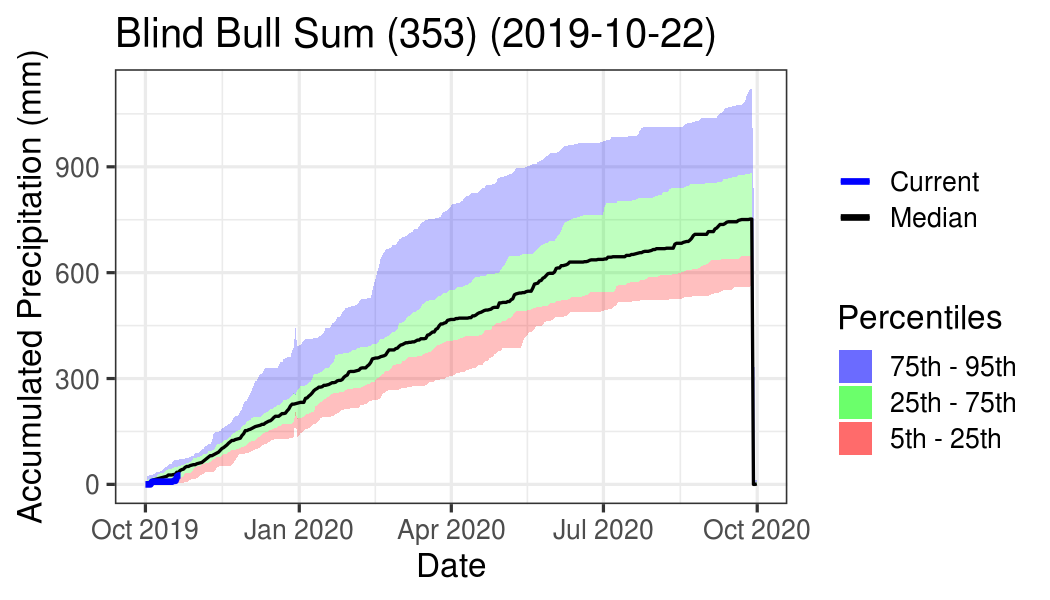 Blind Bull Sum (353) (2019-10-22)
Accumulated Precipitation (mm)
900
600
300
0
Oct 2019
Jan 2020
Apr 2020
Jul 2020
Oct 2020
Date
Current
Median
Percentiles
75th - 95th
25th - 75th
5th - 25th